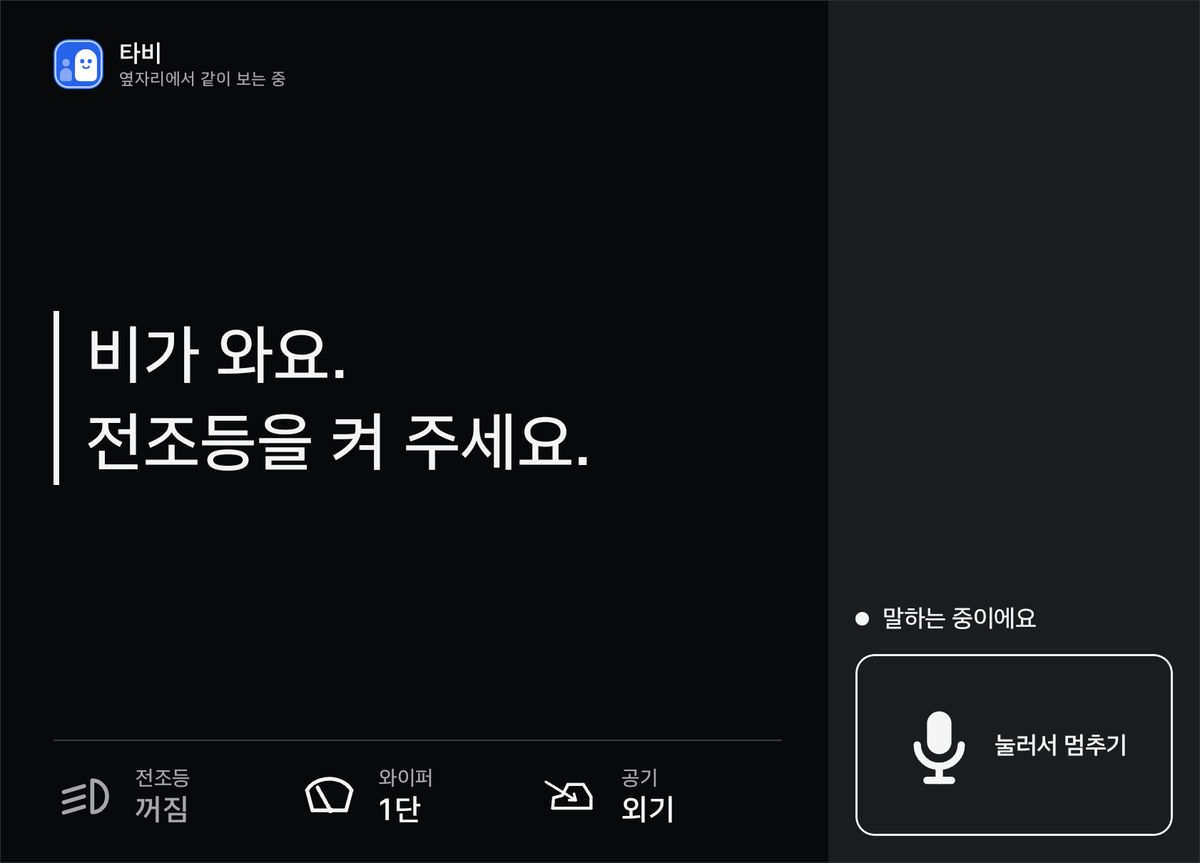 타비
옆자리에서 같이 보는 중
비가 와요.
전조등을 켜 주세요.
말하는 중이에요
눌러서 멈추기
전조등
꺼짐
와이퍼
1단
공기
외기